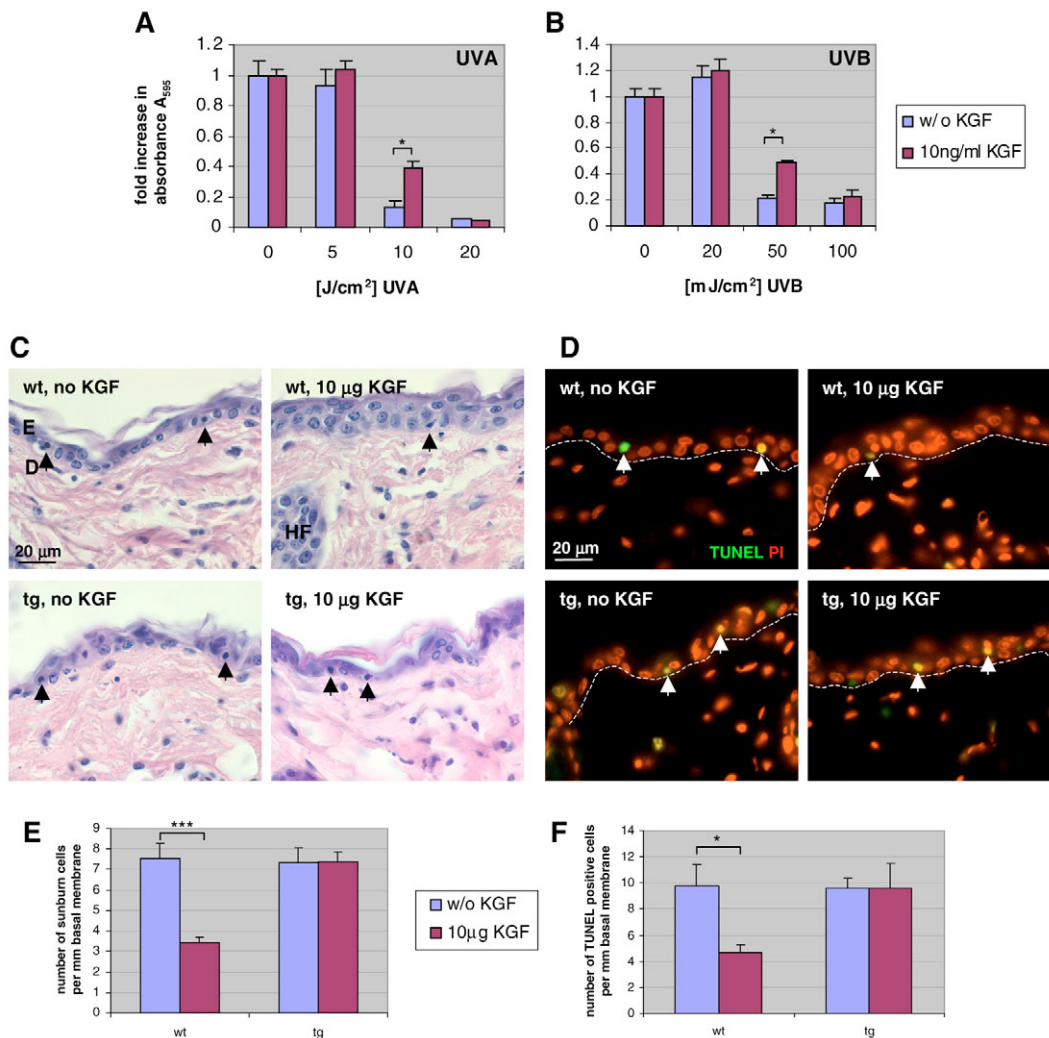 A
UVA
1.2
1
0.8
0.6
0.4
0.2
0
fold increase in
absorbance A595
*
0 5 10 20
[J/cm2] UVA
B
UVB
1.4
1.2
1
0.8
0.6
0.4
0.2
0
*
0 20 50 100
[mJ/cm2] UVB
w/o KGF
10ng/ml KGF
C
wt, no KGF
E
D
20 μm
wt, 10 μg KGF
HF
tg, no KGF
tg, 10 μg KGF
D
wt, no KGF
20 μm
TUNEL PI
wt, 10 μg KGF
tg, no KGF
tg, 10 μg KGF
E
9
8
7
6
5
4
3
2
1
0
number of sunburn cells
per mm basal membrane
***
wt tg
w/o KGF
10μg KGF
F
14
12
10
8
6
4
2
0
number of TUNEL positive cells
per mm basal membrane
*
wt tg